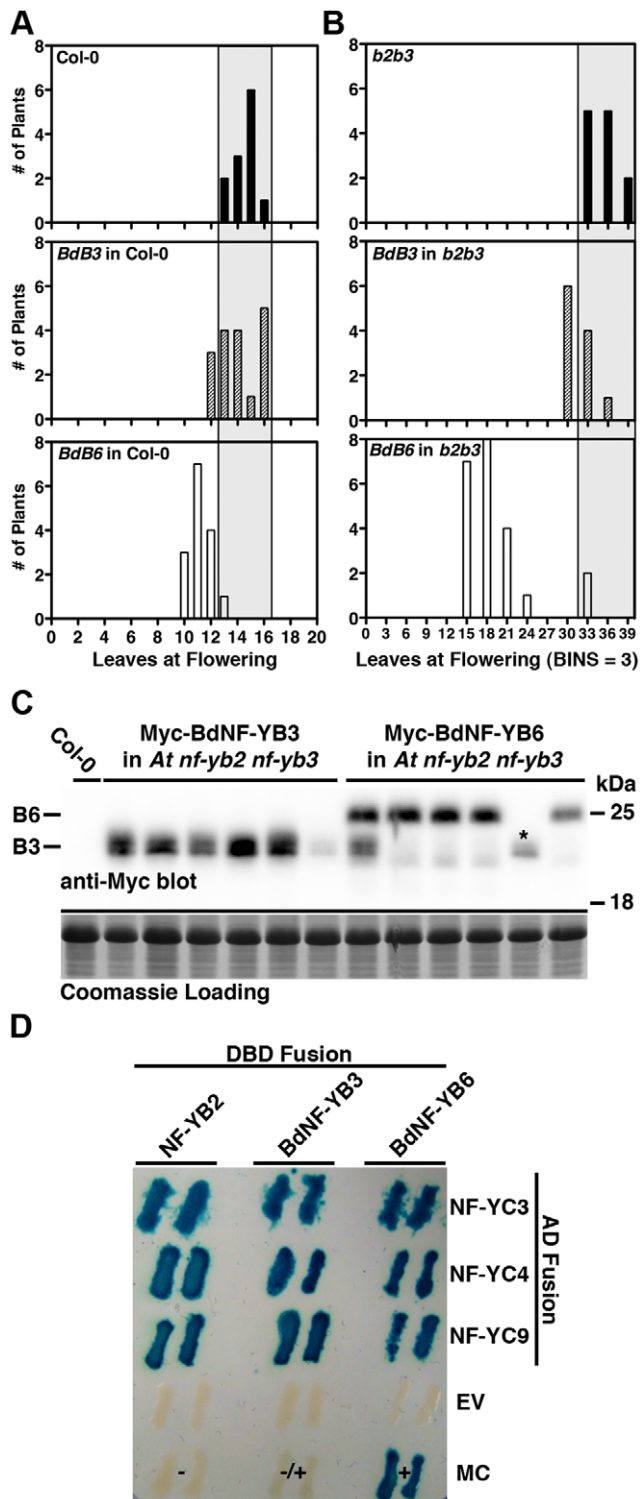 A
B
Col-0
b2b3
# of Plants
8
6
4
2
0
8
6
4
2
0
BdB3 in Col-0
BdB3 in b2b3
# of Plants
8
6
4
2
0
8
6
4
2
0
BdB6 in Col-0
BdB6 in b2b3
# of Plants
8
6
4
2
0
8
6
4
2
0
0 2 4 6 8 10 12 14 16 18 20
0 3 6 9 12 15 18 21 24 27 30 33 36 39
Leaves at Flowering
Leaves at Flowering (BINS = 3)
C
Col-0
Myc-BdNF-YB3
in At nf-yb2 nf-yb3
Myc-BdNF-YB6
in At nf-yb2 nf-yb3
kDa
B6
25
B3
*
anti-Myc blot
18
Coomassie Loading
D
DBD Fusion
NF-YB2
BdNF-YB3
BdNF-YB6
NF-YC3
NF-YC4
NF-YC9
AD Fusion
EV
- -/+ + MC